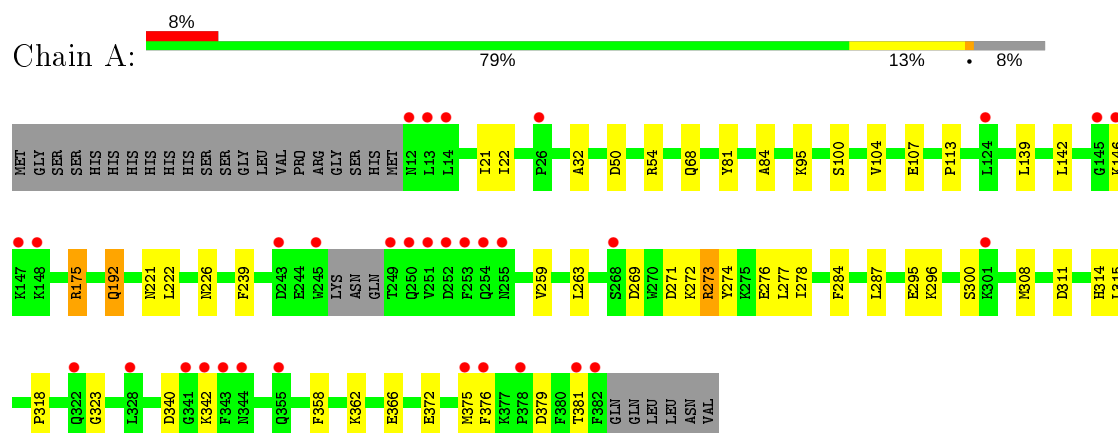 8%
Chain A:
79% 13% • 8%
MET GLY SER SER HIS HIS HIS HIS HIS HIS SER SER GLY LEU VAL PRO ARG GLY SER HIS MET N12 L13 L14 I21 I22 P26 A32 D50 R54 Q68 Y81 A84 K95 S100 V104 E107 P113 L124 L139 L142 G145 K146
K147 K148 R175 Q192 N221 L222 N226 F239 D243 E244 W245 LYS ASN GLN T249 Q250 V251 D252 F253 Q254 N255 V259 L263 S268 D269 W270 D271 K272 R273 Y274 K275 E276 L277 I278 F284 L287 E295 K296 S300 K301 M308 D311 H314 L315
P318 Q322 G323 L328 D340 G341 K342 F343 N344 Q355 F358 K362 E366 E372 M375 F376 K377 P378 D379 F380 T381 F382 GLN GLN LEU LEU ASN VAL